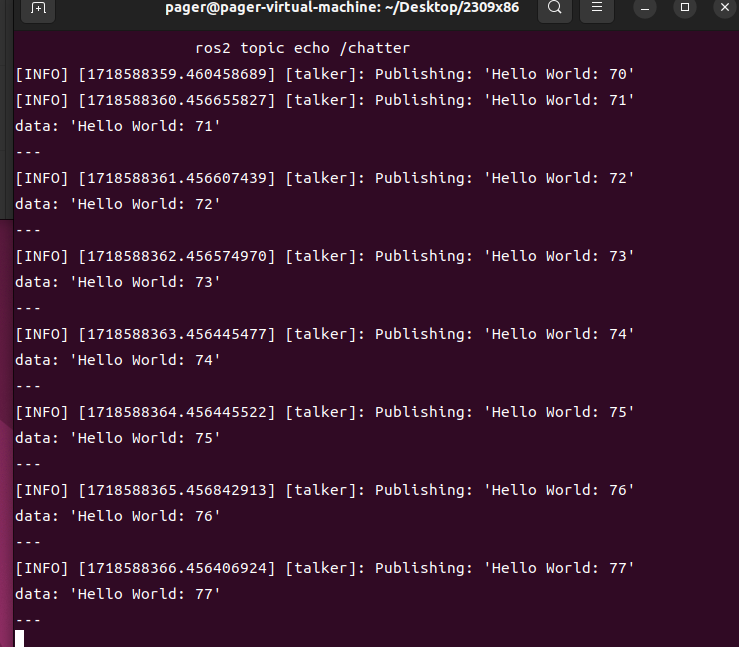 pager@pager-virtual-machine: ~/Desktop/2309x86
ros2 topic echo /chatter
[INFO] [1718588359.460458689] [talker]: Publishing: 'Hello World: 70'
[INFO] [1718588360.456655827] [talker]: Publishing: 'Hello World: 71'
data: 'Hello World: 71'
---
[INFO] [1718588361.456607439] [talker]: Publishing: 'Hello World: 72'
data: 'Hello World: 72'
---
[INFO] [1718588362.456574970] [talker]: Publishing: 'Hello World: 73'
data: 'Hello World: 73'
---
[INFO] [1718588363.456445477] [talker]: Publishing: 'Hello World: 74'
data: 'Hello World: 74'
---
[INFO] [1718588364.456445522] [talker]: Publishing: 'Hello World: 75'
data: 'Hello World: 75'
---
[INFO] [1718588365.456842913] [talker]: Publishing: 'Hello World: 76'
data: 'Hello World: 76'
---
[INFO] [1718588366.456406924] [talker]: Publishing: 'Hello World: 77'
data: 'Hello World: 77'
---